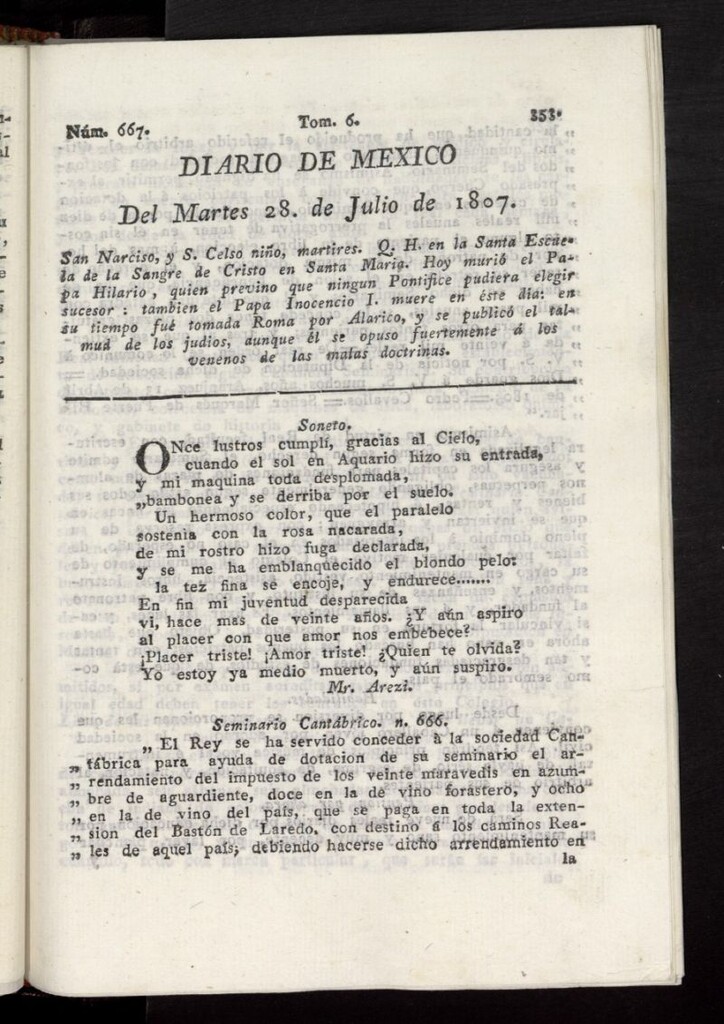 Núm. 667. Tom. 6. 353.
DIARIO DE MEXICO
Del Martes 28. de Julio de 1807.
San Narciso, y S. Celso niño, martires. Q. H. en la Santa Escue-
la de la Sangre de Cristo en Santa Maria. Hoy murió el Pa-
pa Hilario, quien previno que ningun Pontifice pudiera elegir
sucesor: tambien el Papa Inocencio I. muere en éste dia: en
su tiempo fué tomada Roma por Alarico, y se publicó el tal-
mud de los judios, aunque él se opuso fuertemente á los
venenos de las malas doctrinas.
Soneto.
ONce lustros cumplí, gracias al Cielo,
cuando el sol en Aquario hizo su entrada,
y mi maquina toda desplomada,
„bambonea y se derriba por el suelo.
Un hermoso color, que el paralelo
sostenia con la rosa nacarada,
de mi rostro hizo fuga declarada,
y se me ha emblanquecido el blondo pelo:
la tez fina se encoje, y endurece.......
En fin mi juventud desparecida
vi, hace mas de veinte años. ¿Y aún aspiro
al placer con que amor nos embebece?
¡Placer triste! ¡Amor triste! ¿Quien te olvida?
Yo estoy ya medio muerto, y aún suspiro.
Mr. Arezi.
Seminario Cantábrico. n. 666.
„ El Rey se ha servido conceder á la sociedad Can-
„ tábrica para ayuda de dotacion de su seminario el ar-
„ rendamiento del impuesto de los veinte maravedis en azum-
„ bre de aguardiente, doce en la de vino forastero, y ocho
„ en la de vino del país, que se paga en toda la exten-
„ sion del Bastón de Laredo, con destino á los caminos Rea-
„ les de aquel país; debiendo hacerse dicho arrendamiento en
la